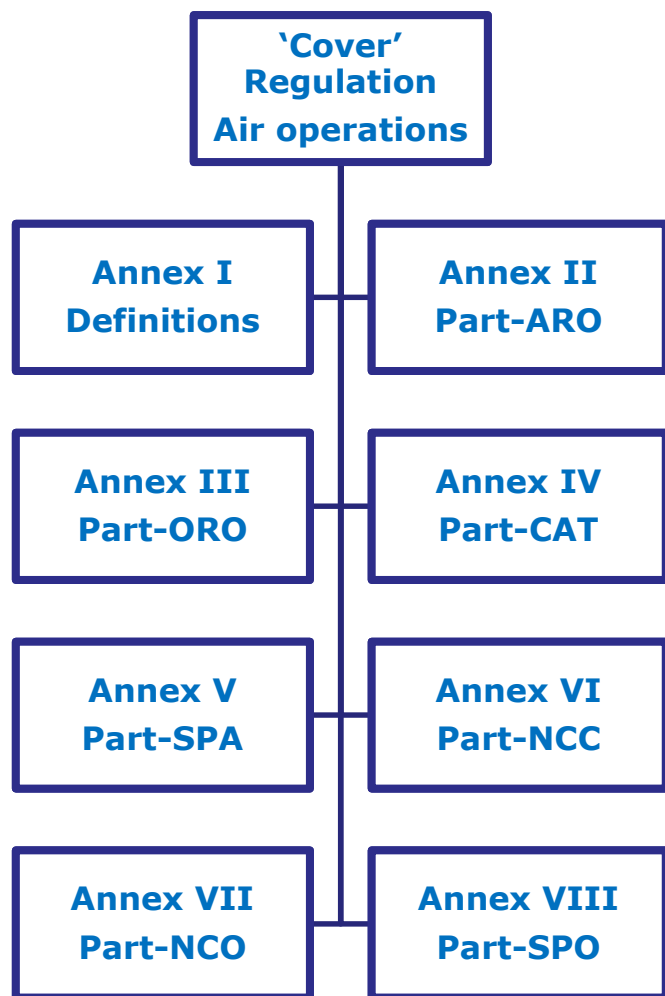 ‘Cover’
Regulation
Air operations
Annex I
Definitions
Annex II
Part-ARO
Annex III
Part-ORO
Annex IV
Part-CAT
Annex V
Part-SPA
Annex VI
Part-NCC
Annex VII
Part-NCO
Annex VIII
Part-SPO